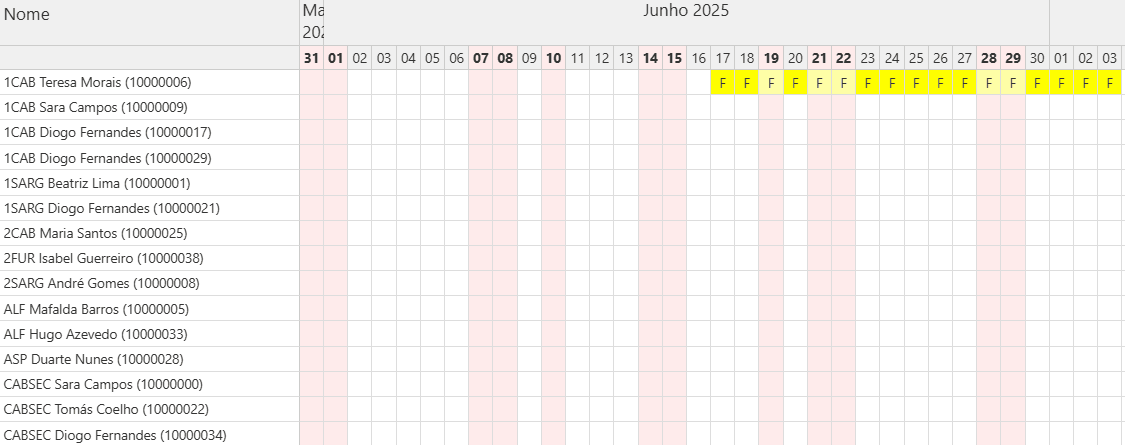 Nome
Ma
202
Junho 2025
31 01 02 03 04 05 06 07 08 09 10 11 12 13 14 15 16 17 18 19 20 21 22 23 24 25 26 27 28 29 30 01 02 03
1CAB Teresa Morais (10000006) F F F F F F F F F F F F F F F F F
1CAB Sara Campos (10000009)
1CAB Diogo Fernandes (10000017)
1CAB Diogo Fernandes (10000029)
1SARG Beatriz Lima (10000001)
1SARG Diogo Fernandes (10000021)
2CAB Maria Santos (10000025)
2FUR Isabel Guerreiro (10000038)
2SARG André Gomes (10000008)
ALF Mafalda Barros (10000005)
ALF Hugo Azevedo (10000033)
ASP Duarte Nunes (10000028)
CABSEC Sara Campos (10000000)
CABSEC Tomás Coelho (10000022)
CABSEC Diogo Fernandes (10000034)